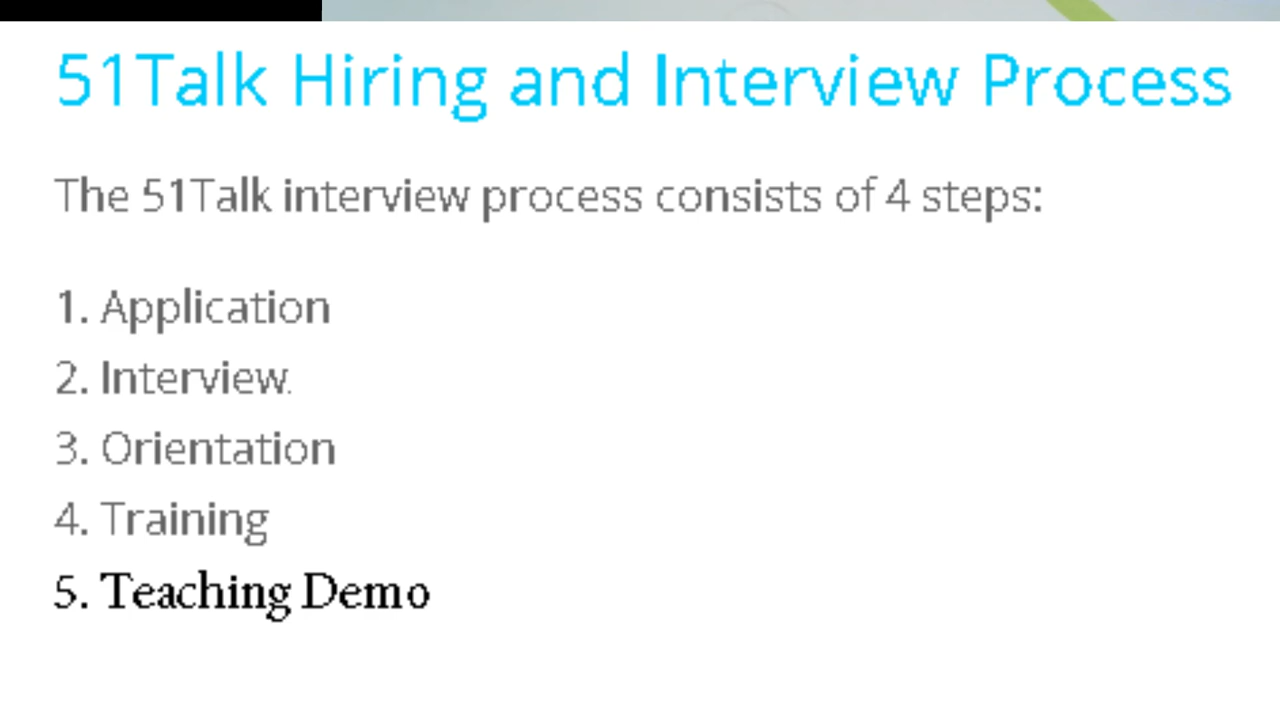 51Talk Hiring and Interview Process
The 51Talk interview process consists of 4 steps:
1. Application
2. Interview.
3. Orientation
4. Training
5. Teaching Demo